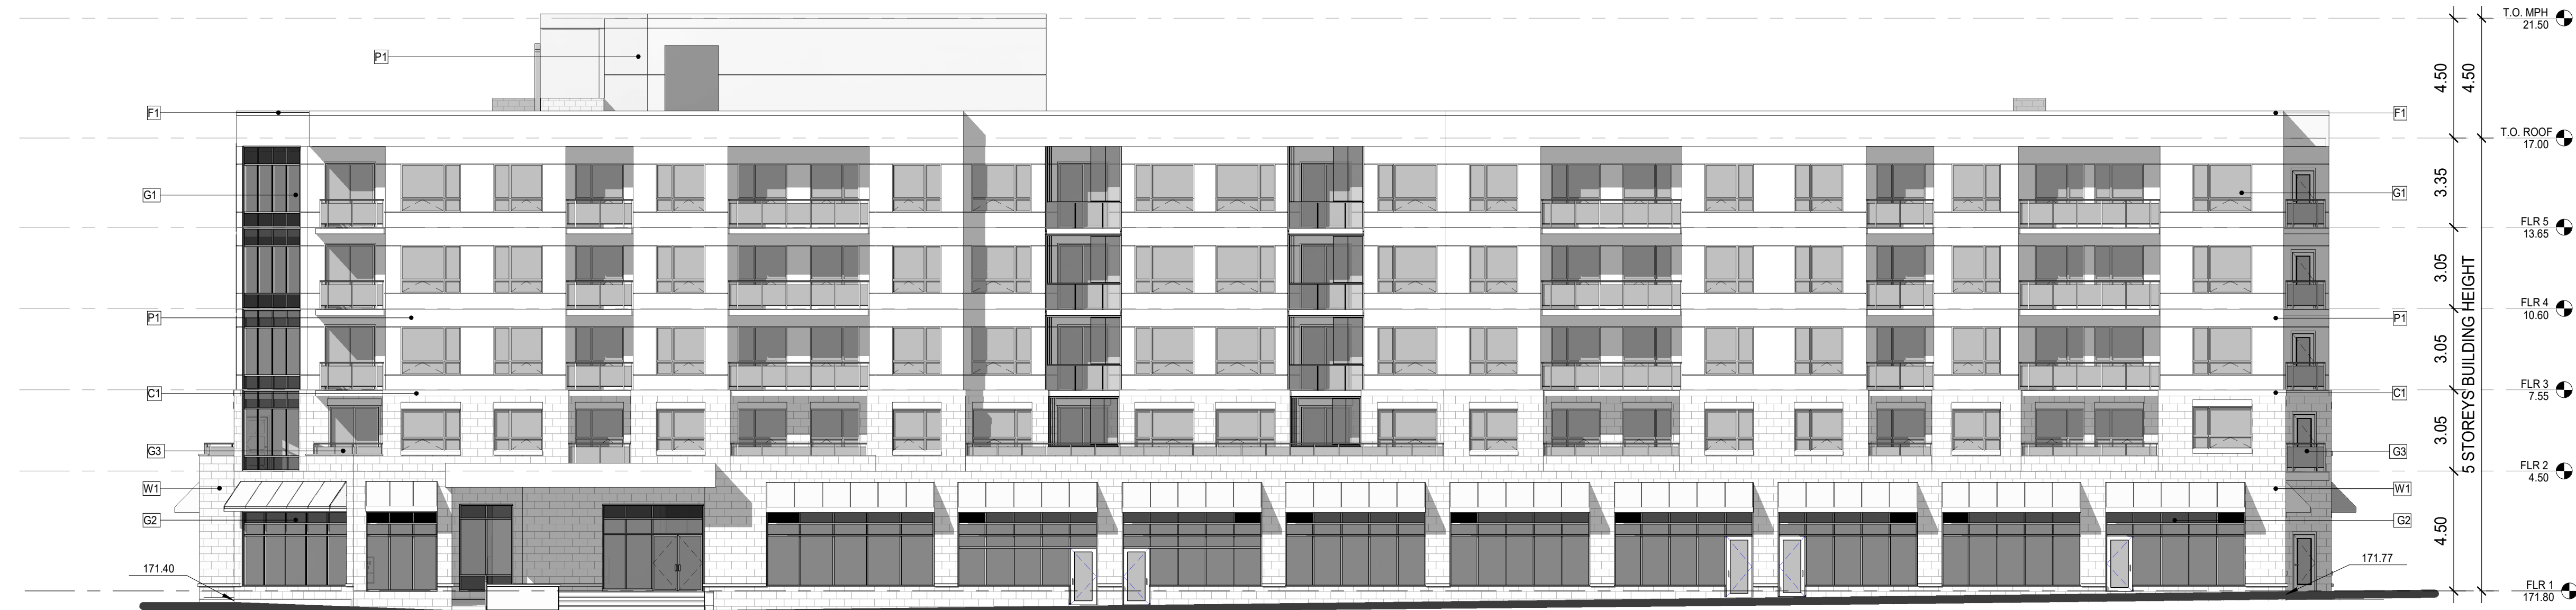 T.O. MPH
21.50
P1
4.50
4.50
F1
F1
T.O. ROOF
17.00
G1
G1
3.35
FLR 5
13.65
3.05
FLR 4
10.60
P1
P1
3.05
5 STOREYS BUILDING HEIGHT
FLR 3
7.55
C1
C1
3.05
G3
G3
FLR 2
4.50
W1
W1
G2
G2
4.50
171.40
171.77
FLR 1
171.80